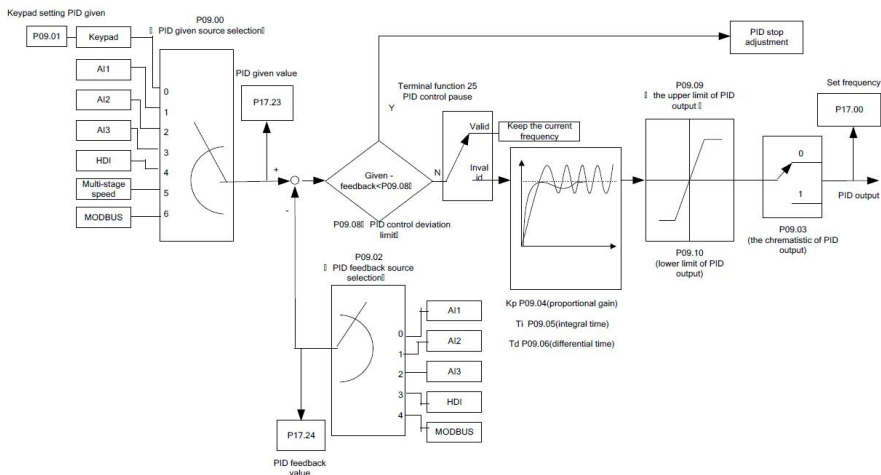 Keypad setting PID given
P09.01
Keypad
AI1
AI2
AI3
HDI
Multi-stage
speed
MODBUS
P09.00
PID given source selection
0
1
2
3
4
5
6
PID given value
P17.23
+
-
Given -
feedback<P09.08
Y
N
P09.08 PID control deviation
limit
PID stop
adjustment
Terminal function 25
PID control pause
Valid
Inval
id
Keep the current
frequency
Kp P09.04(proportional gain)
Ti P09.05(integral time)
Td P09.06(differential time)
P09.09
the upper limit of PID
output
P09.10
(lower limit of PID
output)
Set frequency
P17.00
0
1
PID output
P09.03
(the chrematistic of PID
output)
P09.02
PID feedback source
selection
0
1
2
3
4
AI1
AI2
AI3
HDI
MODBUS
P17.24
PID feedback
value